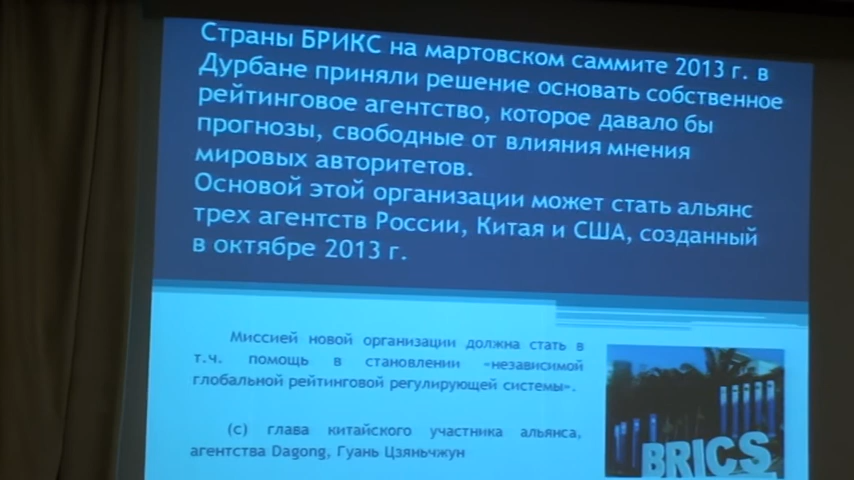 Страны БРИКС на мартовском саммите 2013 г. в
Дурбане приняли решение основать собственное
рейтинговое агентство, которое давало бы
прогнозы, свободные от влияния мнения
мировых авторитетов.
Основой этой организации может стать альянс
трех агентств России, Китая и США, созданный
в октябре 2013 г.
Миссией новой организации должна стать в
т.ч. помощь в становлении «независимой
глобальной рейтинговой регулирующей системы».
(с) глава китайского участника альянса,
агентства Dagong, Гуань Цзяньчжун
BRICS